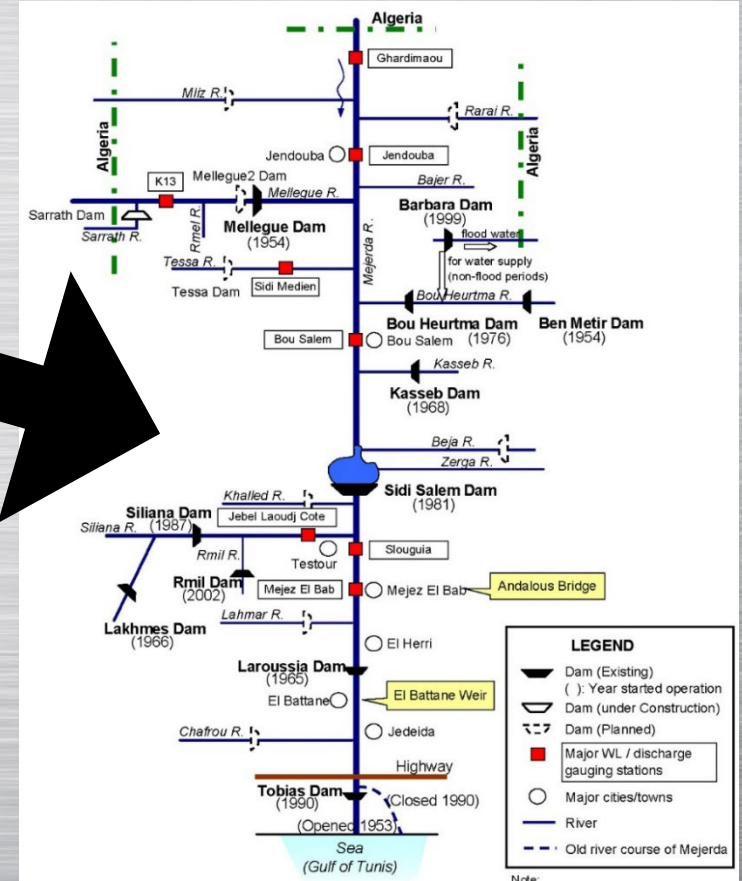 Algeria
Ghardimaou
Mliz R.
Rarai R.
Algeria
Algeria
Jendouba
Jendouba
K13
Mellegue2 Dam
Bajer R.
Mellegue R.
Barbara Dam
(1999)
Sarrath Dam
Sarrath R.
Rmel R.
Mellegue Dam
(1954)
Mejerda R.
flood water
for water supply
(non-flood periods)
Tessa R.
Tessa Dam
Sidi Medien
Bou Heurtma R.
Bou Heurtma Dam
(1976)
Ben Metir Dam
(1954)
Bou Salem
Bou Salem
Kasseb R.
Kasseb Dam
(1968)
Beja R.
Zerga R.
Sidi Salem Dam
(1981)
Khalled R.
Siliana Dam
(1987)
Jebel Laoudj Cote
Siliana R.
Rmil R.
Testour
Slouguia
Rmil Dam
(2002)
Mejez El Bab
Mejez El Bab
Andalous Bridge
Lakhmes Dam
(1966)
Lahmar R.
El Herri
Laroussia Dam
(1965)
El Battane
El Battane Weir
Chafrou R.
Jedeida
Highway
Tobias Dam
(1990)
(Closed 1990)
(Opened 1953)
Sea
(Gulf of Tunis)
LEGEND
Dam (Existing)
( ): Year started operation
Dam (under Construction)
Dam (Planned)
Major WL / discharge
gauging stations
Major cities/towns
River
Old river course of Mejerda
Note: